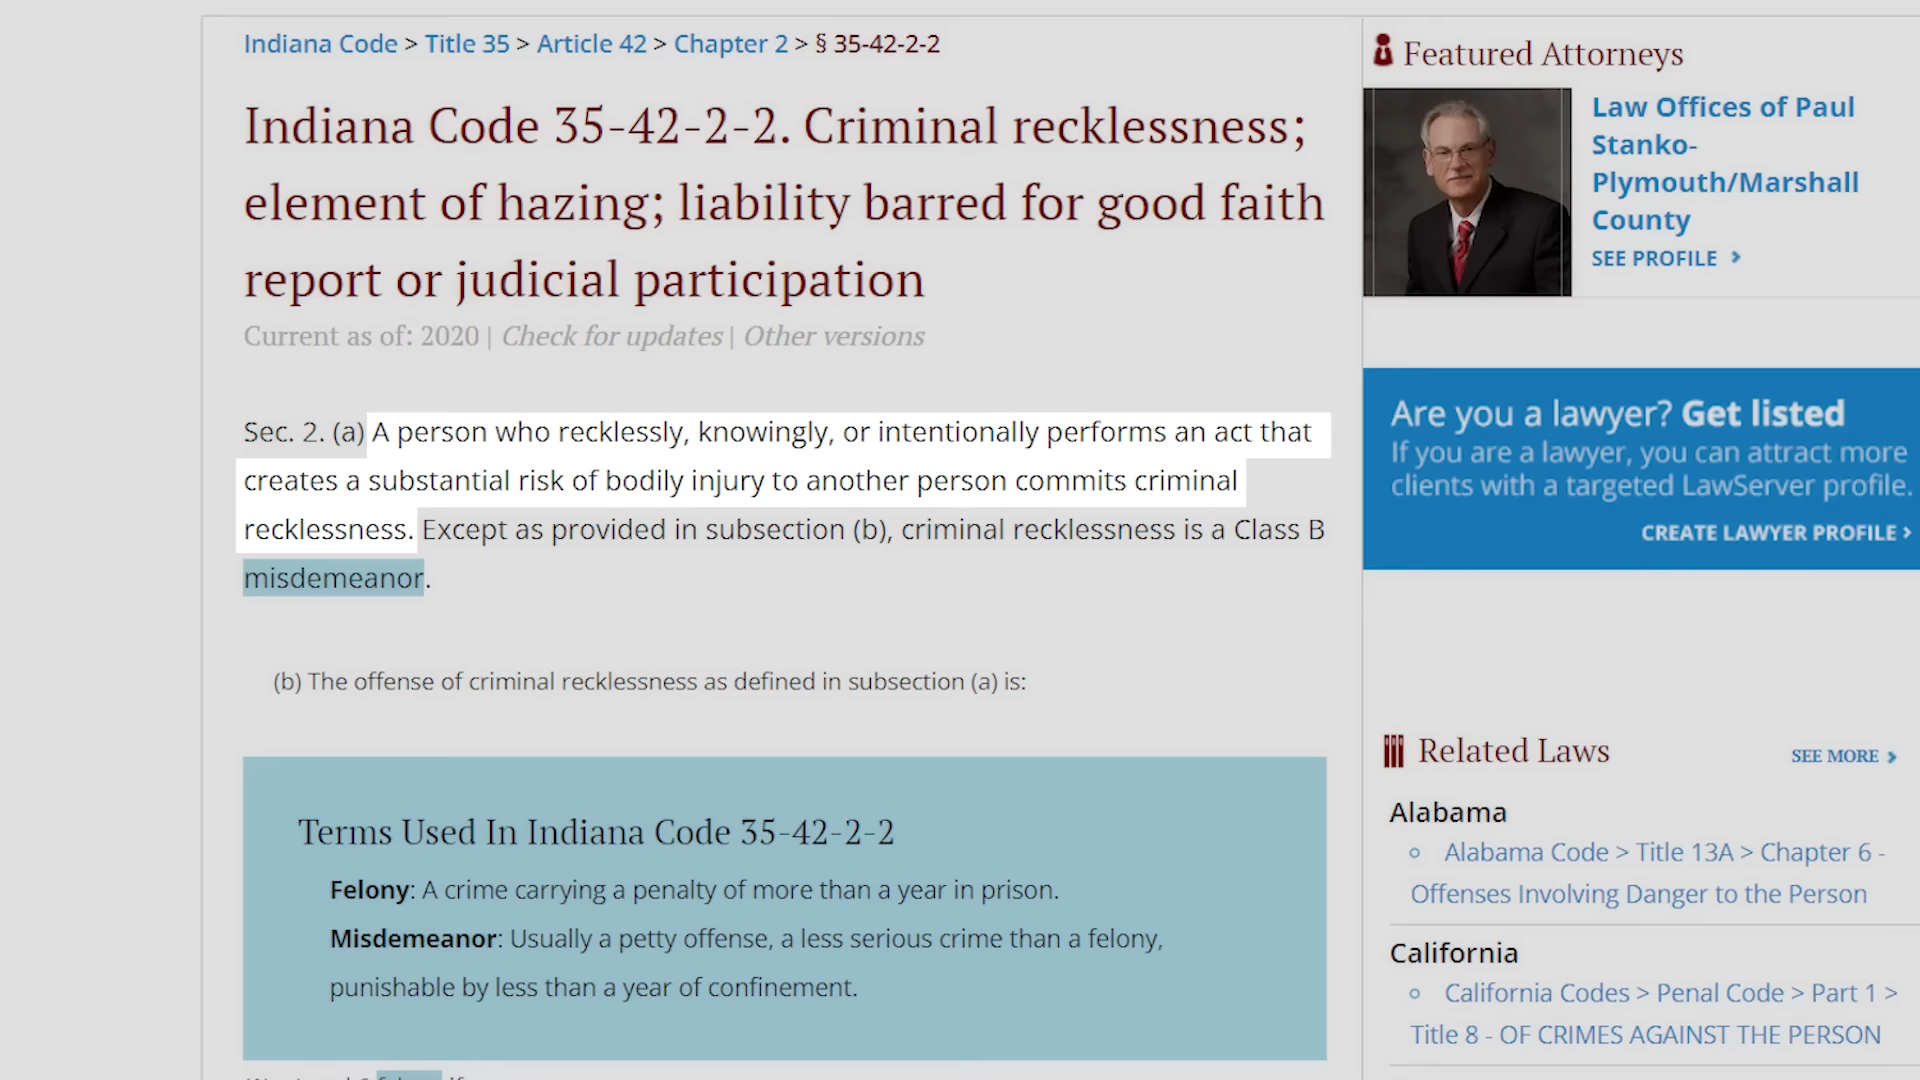 Indiana Code > Title 35 > Article 42 > Chapter 2 > § 35-42-2-2
Indiana Code 35-42-2-2. Criminal recklessness;
element of hazing; liability barred for good faith
report or judicial participation
Current as of: 2020 | Check for updates | Other versions
Sec. 2. (a) A person who recklessly, knowingly, or intentionally performs an act that
creates a substantial risk of bodily injury to another person commits criminal
recklessness. Except as provided in subsection (b), criminal recklessness is a Class B
misdemeanor.
(b) The offense of criminal recklessness as defined in subsection (a) is:
Terms Used In Indiana Code 35-42-2-2
Felony: A crime carrying a penalty of more than a year in prison.
Misdemeanor: Usually a petty offense, a less serious crime than a felony,
punishable by less than a year of confinement.
Featured Attorneys
Law Offices of Paul
Stanko-
Plymouth/Marshall
County
SEE PROFILE >
Are you a lawyer? Get listed
If you are a lawyer, you can attract more
clients with a targeted LawServer profile.
CREATE LAWYER PROFILE >
Related Laws
SEE MORE >
Alabama
Alabama Code > Title 13A > Chapter 6 -
Offenses Involving Danger to the Person
California
California Codes > Penal Code > Part 1 >
Title 8 - OF CRIMES AGAINST THE PERSON